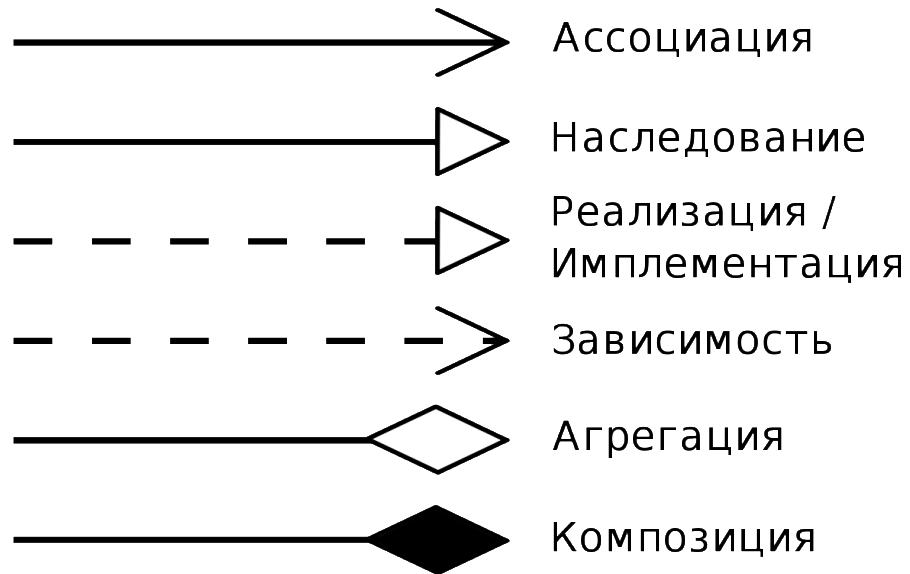 Ассоциация
Наследование
Реализация /
Имплементация
Зависимость
Агрегация
Композиция